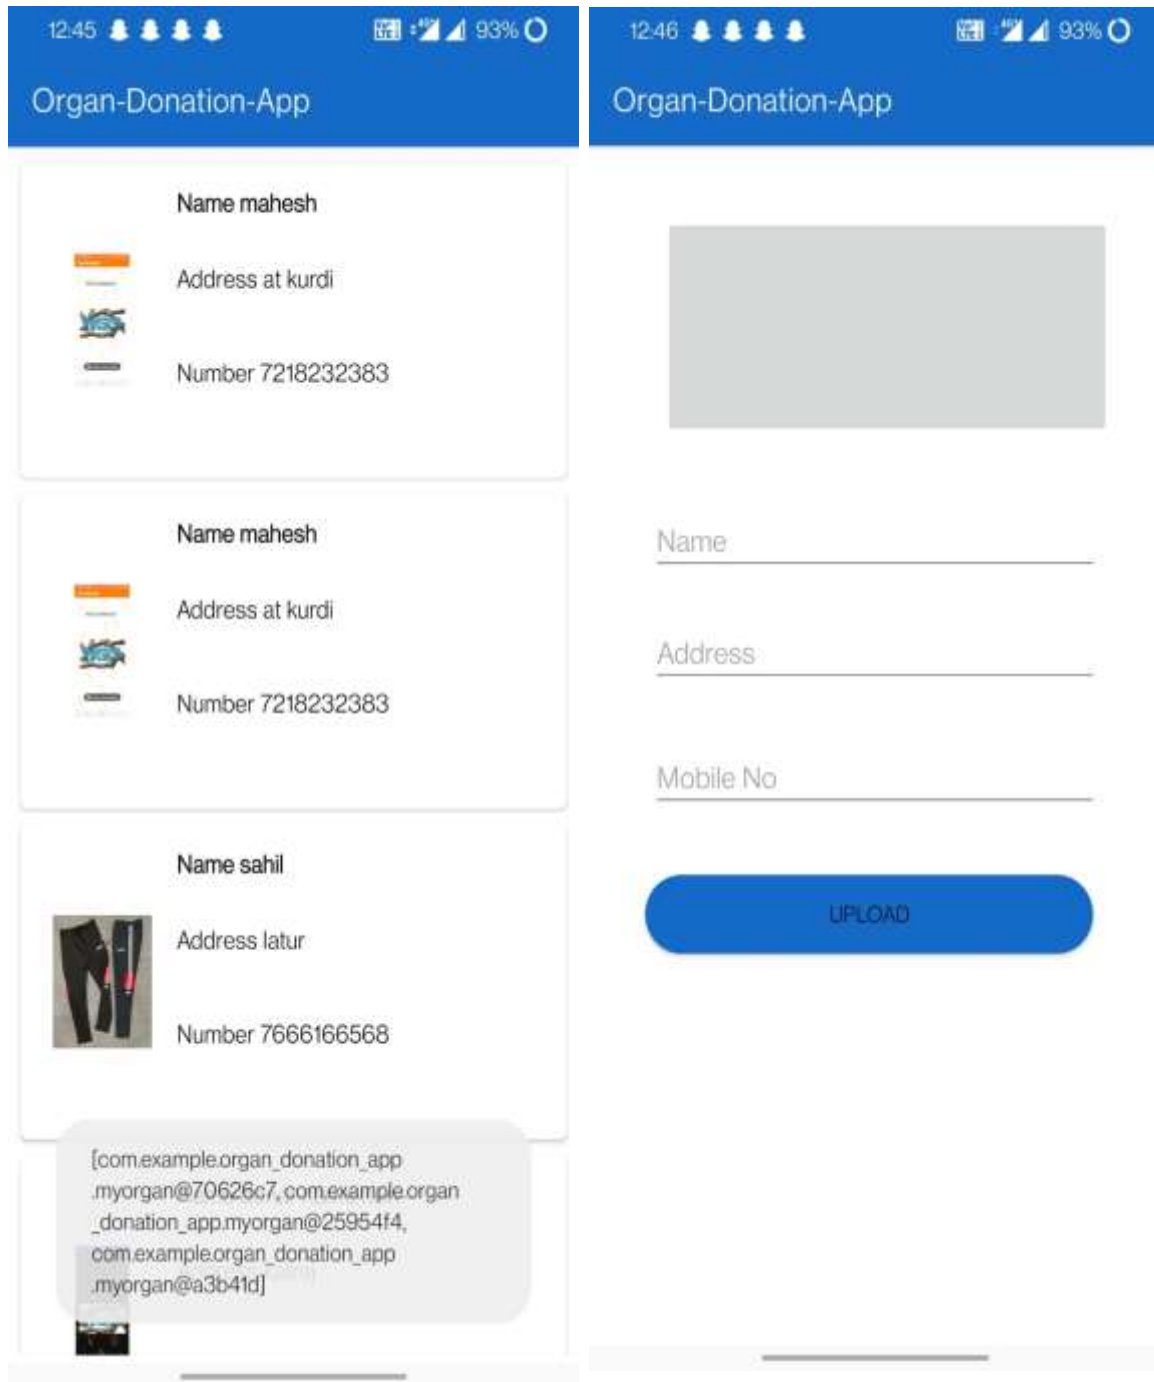 12:45
93%
Organ-Donation-App
Name mahesh
Address at kurdi
Number 7218232383
Name mahesh
Address at kurdi
Number 7218232383
Name sahil
Address latur
Number 7666166568
[com.example.organ_donation_app
.myorgan@70626c7, com.example.organ
_donation_app.myorgan@25954f4,
com.example.organ_donation_app
.myorgan@a3b41d]
12:46
93%
Organ-Donation-App
Name
Address
Mobile No
UPLOAD